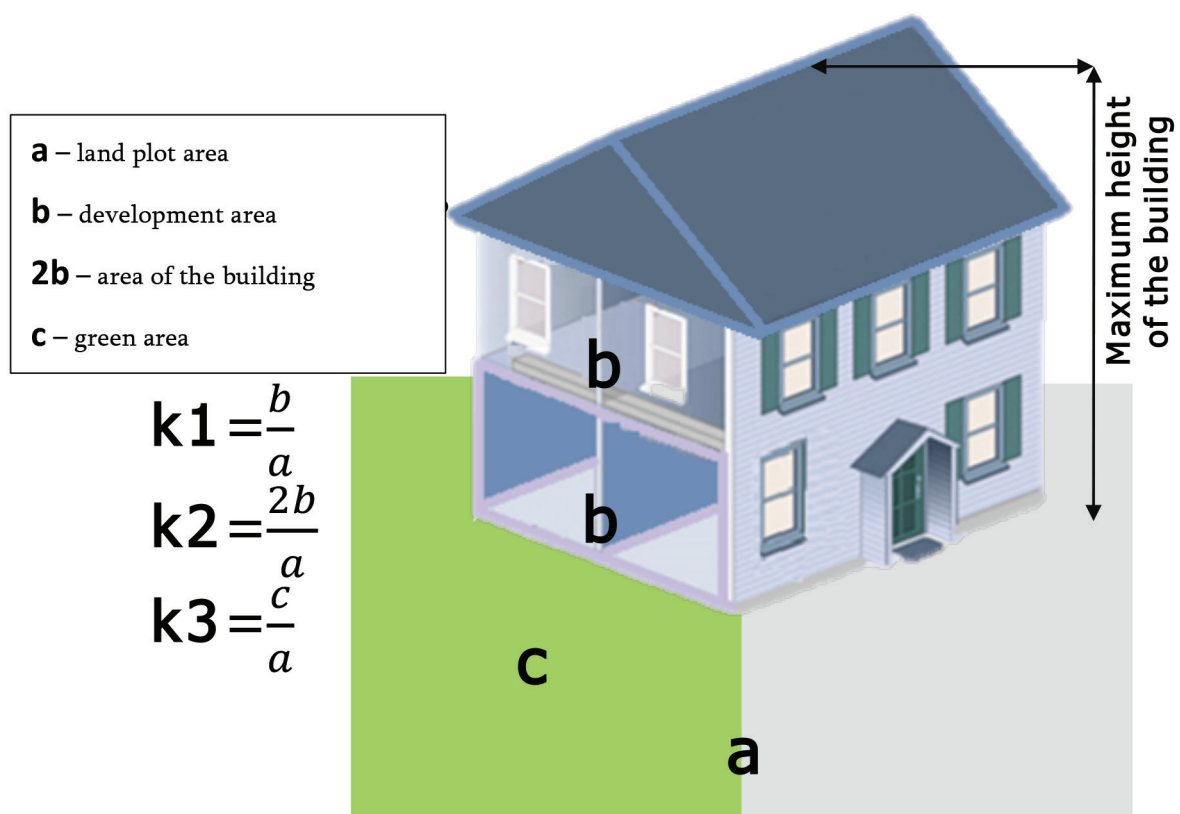 a – land plot area
b – development area
2b – area of the building
c – green area
k1 = b/a
k2 = 2b/a
k3 = c/a
b
b
c
a
Maximum height
of the building